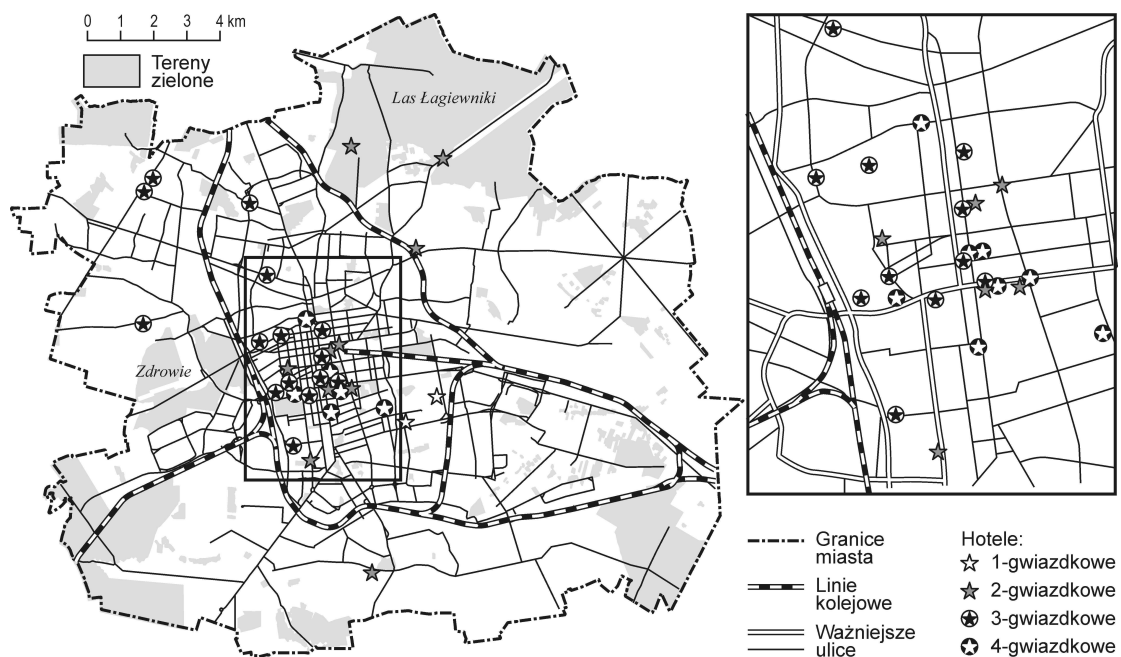 0 1 2 3 4 km
Tereny
zielone
Las Łagiewniki
Zdrowie
Granice
miasta
Linie
kolejowe
Ważniejsze
ulice
Hotele:
1-gwiazdkowe
2-gwiazdkowe
3-gwiazdkowe
4-gwiazdkowe